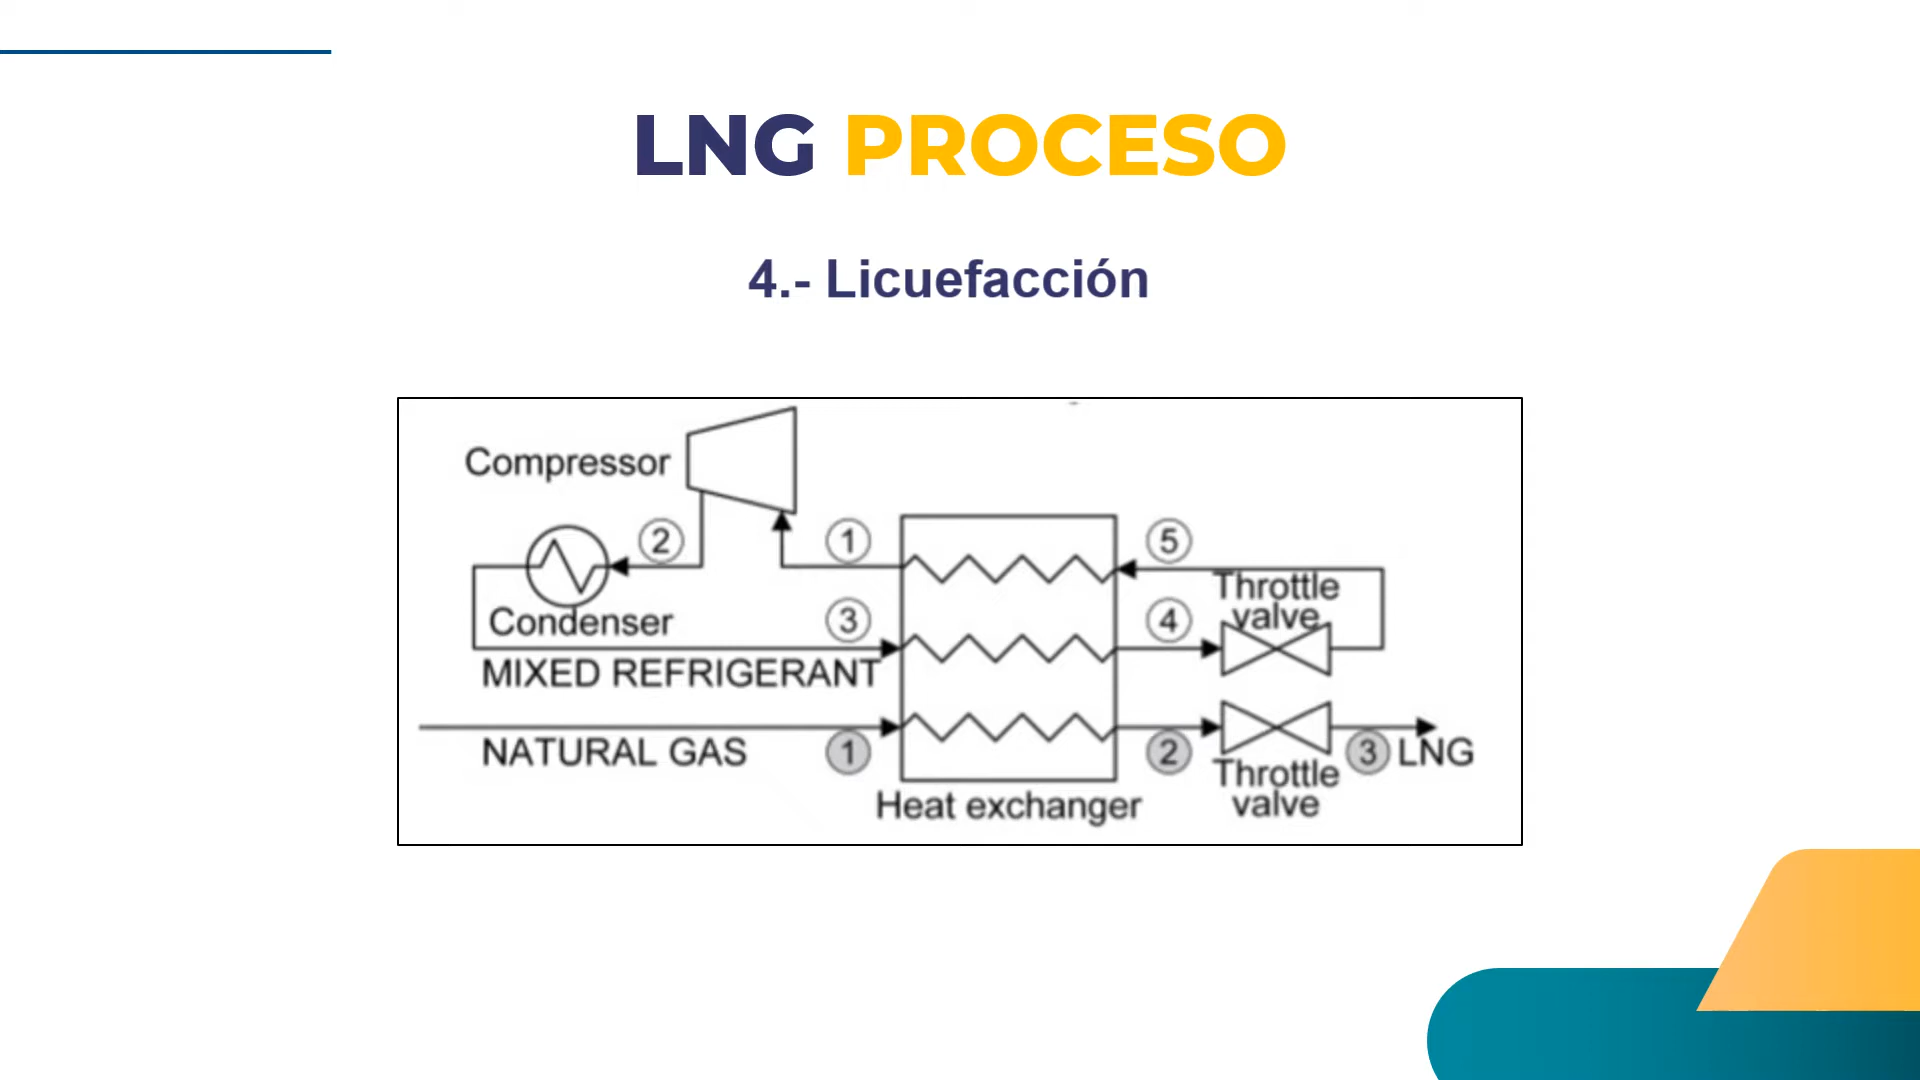 LNG PROCESO
4.- Licuefacción
Compressor
2
1
5
Throttle
valve
Condenser
3
4
MIXED REFRIGERANT
NATURAL GAS
1
2
3 LNG
Throttle
valve
Heat exchanger